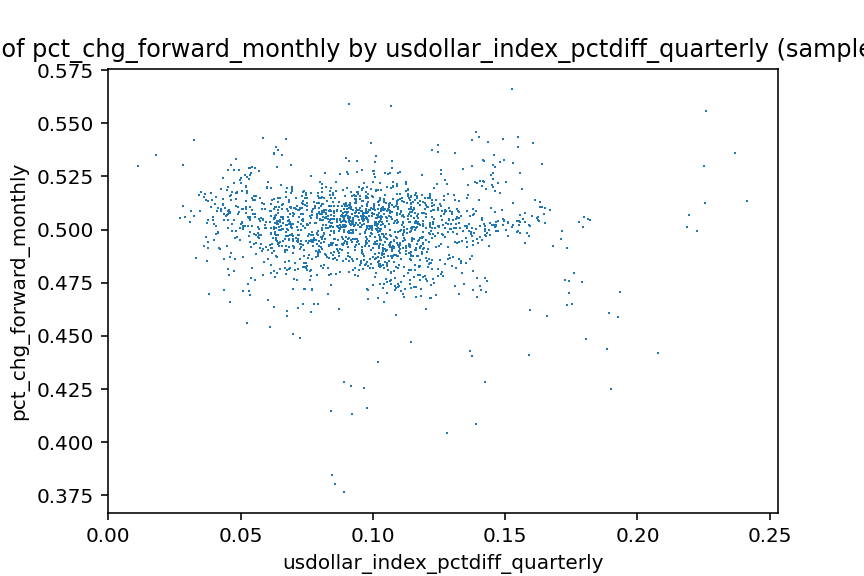 of pct_chg_forward_monthly by usdollar_index_pctdiff_quarterly (sample
0.575
0.550
0.525
0.500
0.475
0.450
0.425
0.400
0.375
pct_chg_forward_monthly
0.00 0.05 0.10 0.15 0.20 0.25
usdollar_index_pctdiff_quarterly